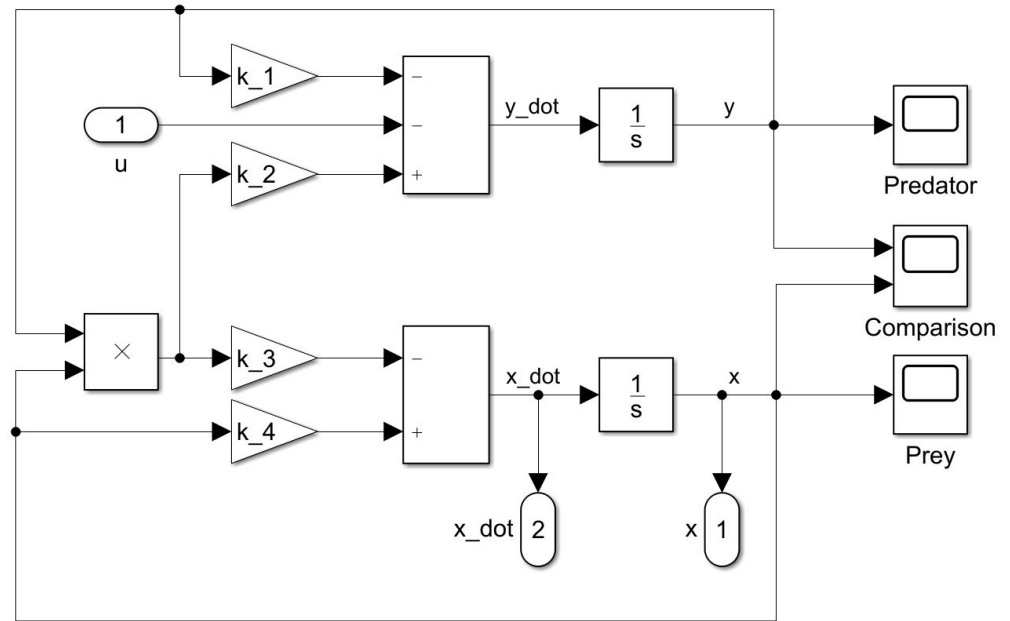 k_1
−
1
u
−
y_dot
1
s
y
k_2
+
Predator
Comparison
×
k_3
−
x_dot
1
s
x
k_4
+
Prey
x_dot
2
x
1